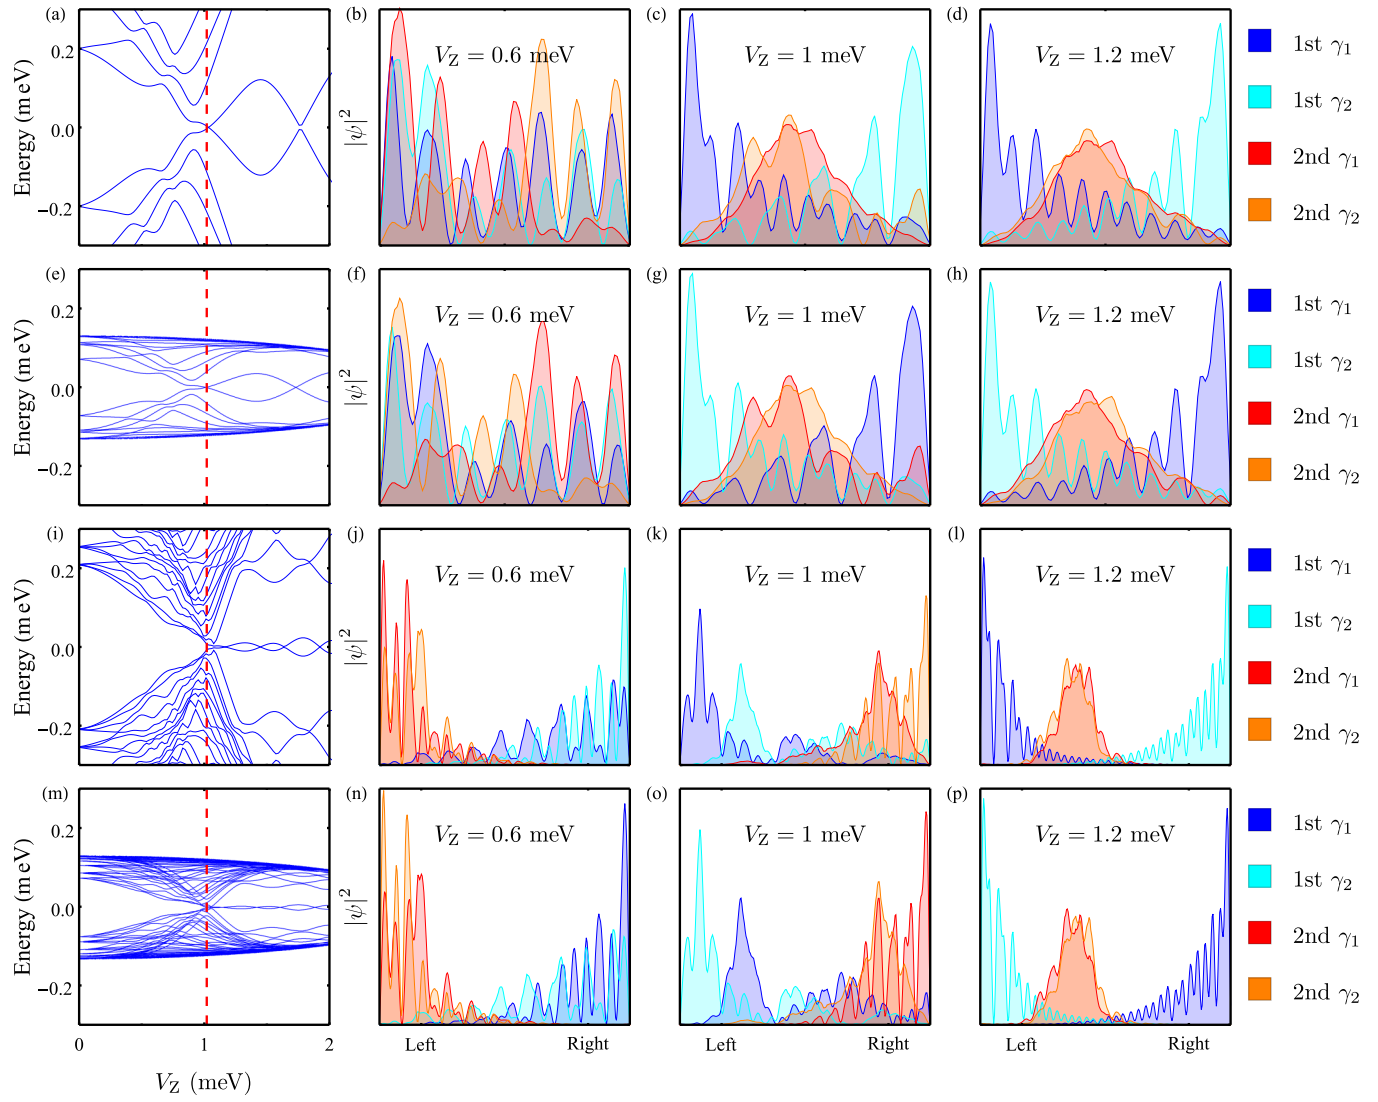 (a) (b) (c) (d)
Energy (meV)
0.2
0.0
−0.2
|ψ|²
V_Z = 0.6 meV
V_Z = 1 meV
V_Z = 1.2 meV
1st γ₁
1st γ₂
2nd γ₁
2nd γ₂
(e) (f) (g) (h)
Energy (meV)
0.2
0.0
−0.2
|ψ|²
V_Z = 0.6 meV
V_Z = 1 meV
V_Z = 1.2 meV
1st γ₁
1st γ₂
2nd γ₁
2nd γ₂
(i) (j) (k) (l)
Energy (meV)
0.2
0.0
−0.2
|ψ|²
V_Z = 0.6 meV
V_Z = 1 meV
V_Z = 1.2 meV
1st γ₁
1st γ₂
2nd γ₁
2nd γ₂
(m) (n) (o) (p)
Energy (meV)
0.2
0.0
−0.2
|ψ|²
V_Z = 0.6 meV
V_Z = 1 meV
V_Z = 1.2 meV
1st γ₁
1st γ₂
2nd γ₁
2nd γ₂
0 1 2
Left Right
Left Right
Left Right
V_Z (meV)